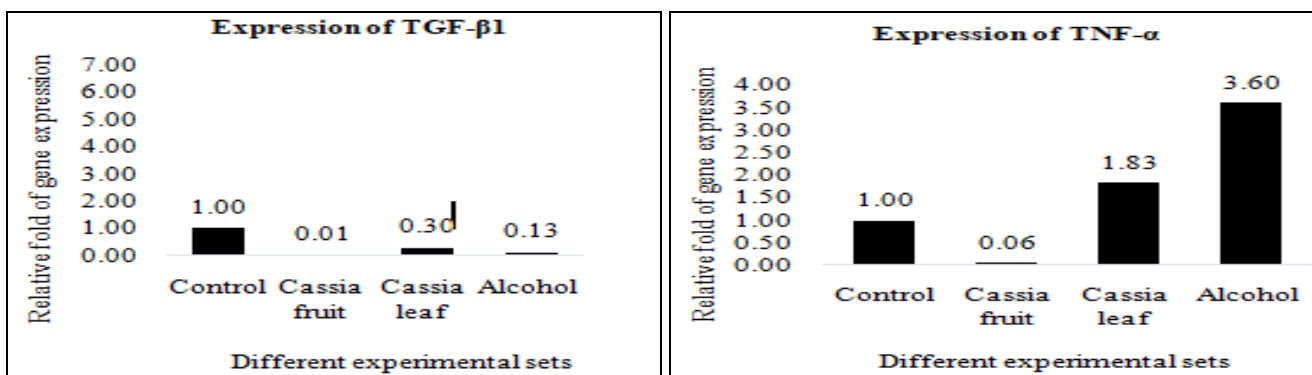 Expression of TGF-β1
Relative fold of gene expression
7.00
6.00
5.00
4.00
3.00
2.00
1.00
0.00
1.00
0.01
0.30
0.13
Control
Cassia fruit
Cassia leaf
Alcohol
Different experimental sets
Expression of TNF-α
Relative fold of gene expression
4.00
3.50
3.00
2.50
2.00
1.50
1.00
0.50
0.00
1.00
0.06
1.83
3.60
Control
Cassia
fruit
Cassia
leaf
Alcohol
Different experimental sets